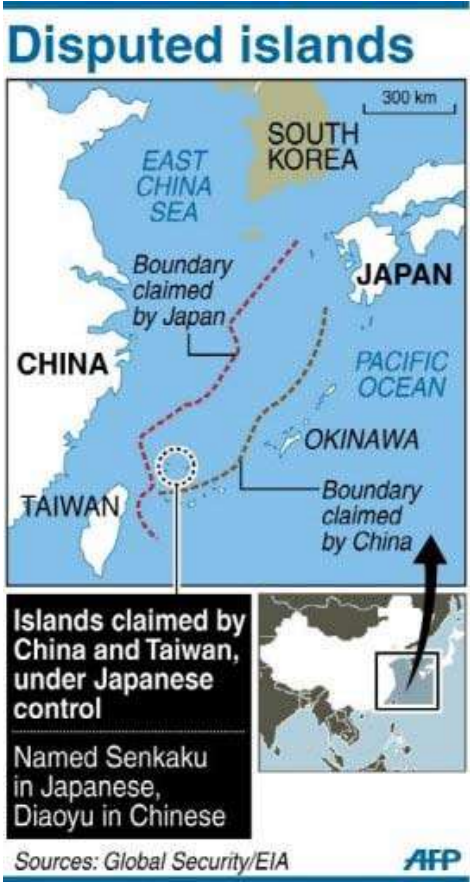 Disputed islands
300 km
SOUTH
KOREA
EAST
CHINA
SEA
Boundary
claimed
by Japan
JAPAN
CHINA
PACIFIC
OCEAN
OKINAWA
TAIWAN
Boundary
claimed
by China
Islands claimed by
China and Taiwan,
under Japanese
control
Named Senkaku
in Japanese,
Diaoyu in Chinese
Sources: Global Security/EIA
AFP